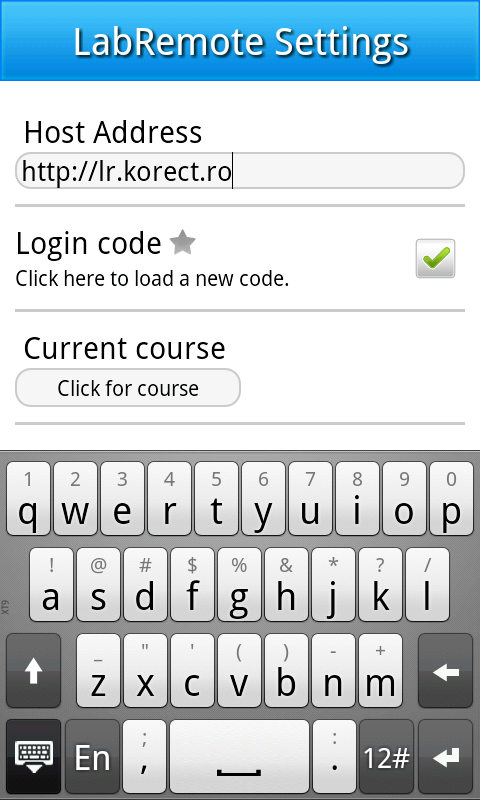 LabRemote Settings
Host Address
http://lr.korect.ro
Login code
Click here to load a new code.
Current course
Click for course
1 2 3 4 5 6 7 8 9 0
q w e r t y u i o p
! @ # $ % & * ? /
a s d f g h j k l
XT9
_ " ' ( ) - +
z x c v b n m
; :
En , . 12#